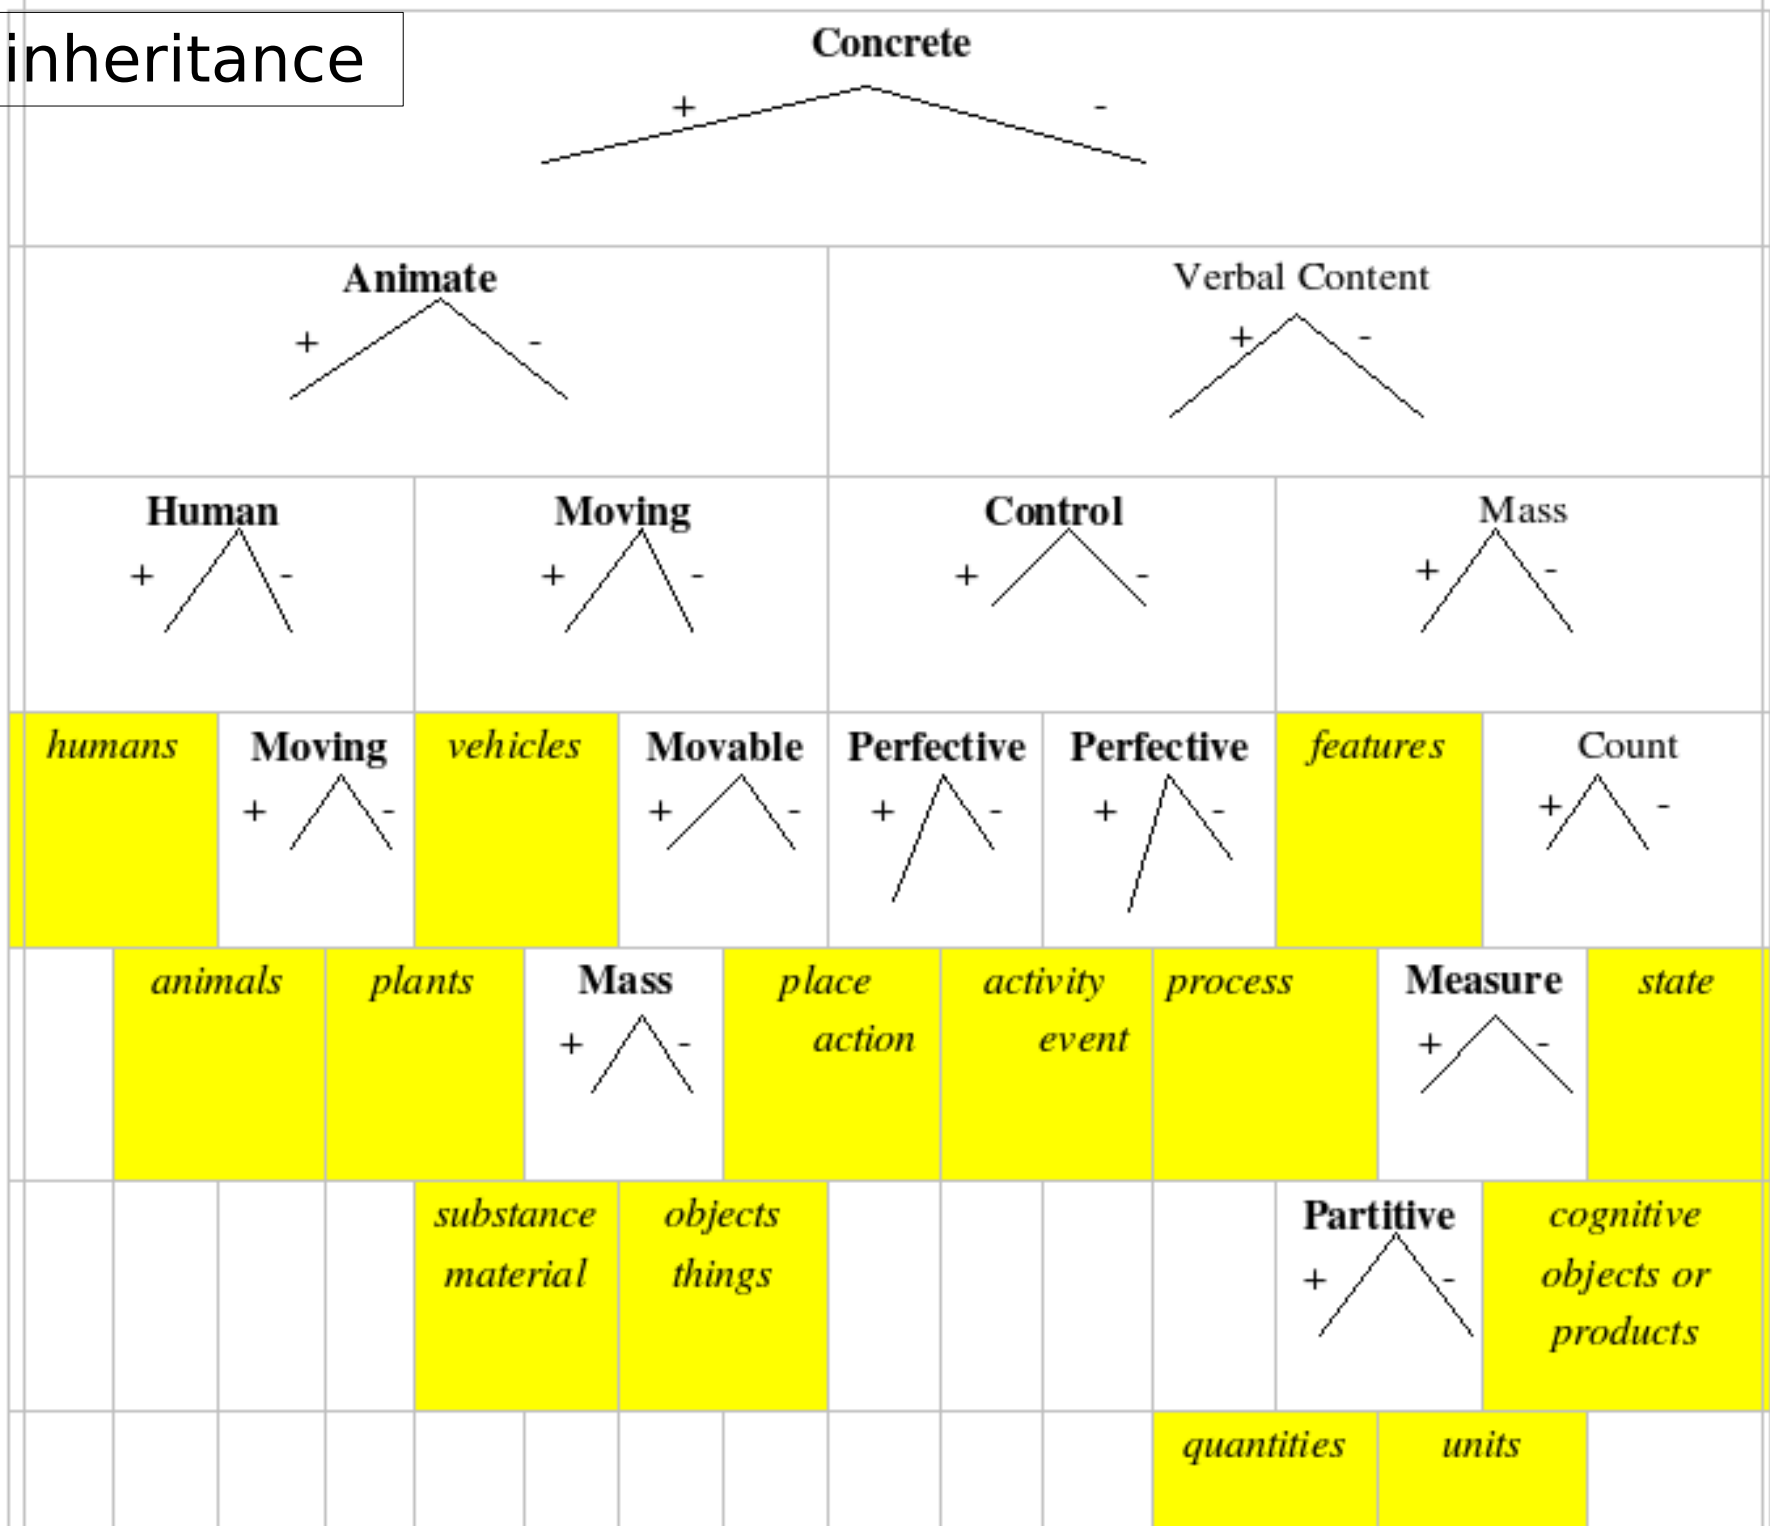 inheritance
Concrete
+ -
Animate Verbal Content
+ - + -
Human Moving Control Mass
+ - + - + - + -
humans Moving vehicles Movable Perfective Perfective features Count
+ - + - + - + - + -
animals plants Mass place activity process Measure state
action event
+ - + -
substance objects Partitive cognitive
material things + - objects or
products
quantities units